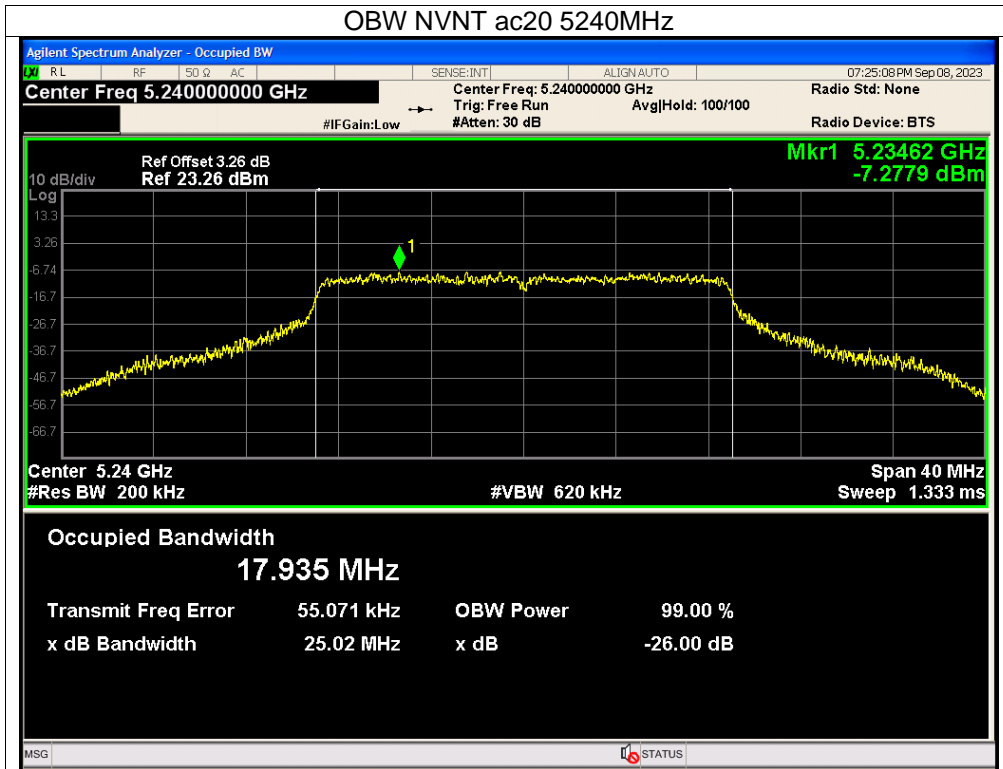 OBW NVNT ac20 5240MHz
Agilent Spectrum Analyzer - Occupied BW
LXI RL RF 50 Ω AC SENSE:INT ALIGN AUTO 07:25:08 PM Sep 08, 2023
Center Freq 5.240000000 GHz
Center Freq: 5.240000000 GHz Radio Std: None
Trig: Free Run Avg|Hold: 100/100
#IFGain:Low #Atten: 30 dB Radio Device: BTS
Mkr1 5.23462 GHz
-7.2779 dBm
Ref Offset 3.26 dB
10 dB/div Ref 23.26 dBm
Log
13.3
3.26
1
-6.74
-16.7
-26.7
-36.7
-46.7
-56.7
-66.7
Center 5.24 GHz Span 40 MHz
#Res BW 200 kHz #VBW 620 kHz Sweep 1.333 ms
Occupied Bandwidth
17.935 MHz
Transmit Freq Error 55.071 kHz OBW Power 99.00 %
x dB Bandwidth 25.02 MHz x dB -26.00 dB
MSG STATUS